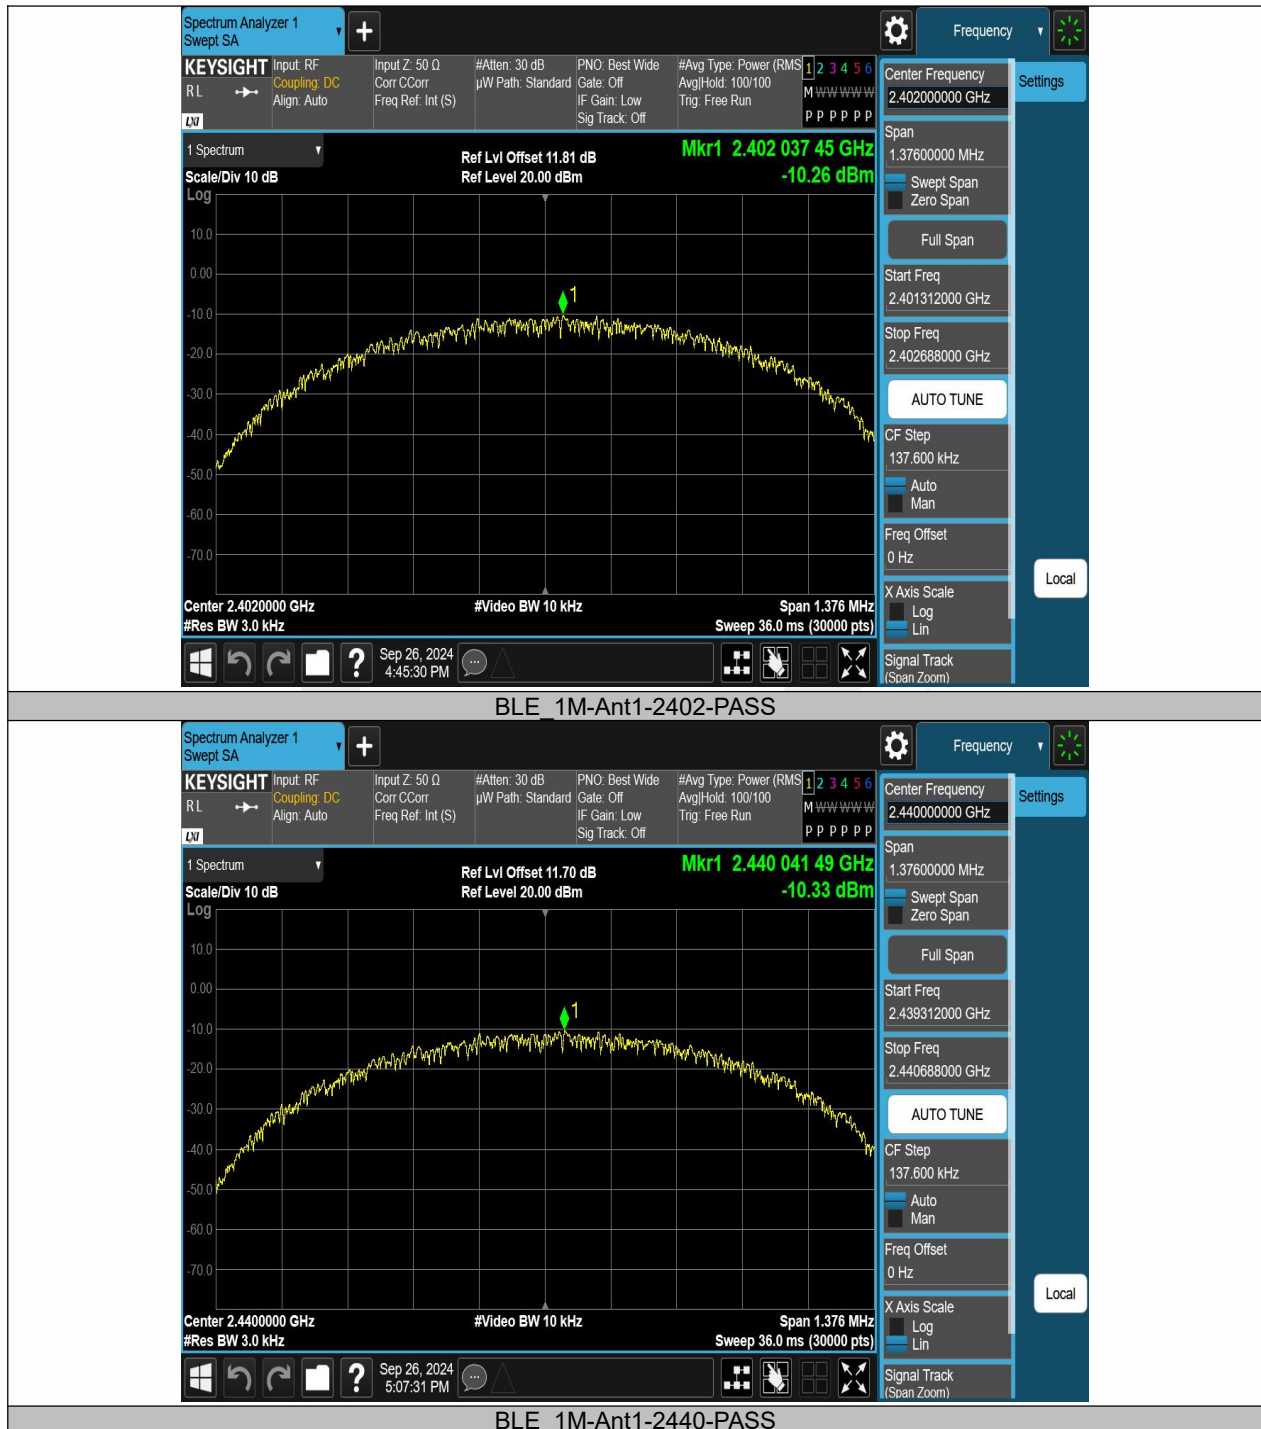 Spectrum Analyzer 1
Swept SA
+
Frequency
KEYSIGHT
R L
LXI
Input: RF
Coupling: DC
Align: Auto
Input Z: 50 Ω
Corr CCorr
Freq Ref: Int (S)
#Atten: 30 dB
µW Path: Standard
PNO: Best Wide
Gate: Off
IF Gain: Low
Sig Track: Off
#Avg Type: Power (RMS
Avg|Hold: 100/100
Trig: Free Run
1 2 3 4 5 6
M W W W W W
P P P P P P
1 Spectrum
Scale/Div 10 dB
Log
Ref Lvl Offset 11.81 dB
Ref Level 20.00 dBm
Mkr1 2.402 037 45 GHz
-10.26 dBm
10.0
0.00
1
-10.0
-20.0
-30.0
-40.0
-50.0
-60.0
-70.0
Center 2.4020000 GHz
#Video BW 10 kHz
Span 1.376 MHz
#Res BW 3.0 kHz
Sweep 36.0 ms (30000 pts)
?
Sep 26, 2024
4:45:30 PM
Center Frequency
2.402000000 GHz
Settings
Span
1.37600000 MHz
Swept Span
Zero Span
Full Span
Start Freq
2.401312000 GHz
Stop Freq
2.402688000 GHz
AUTO TUNE
CF Step
137.600 kHz
Auto
Man
Freq Offset
0 Hz
Local
X Axis Scale
Log
Lin
Signal Track
(Span Zoom)
BLE_1M-Ant1-2402-PASS
Spectrum Analyzer 1
Swept SA
+
Frequency
KEYSIGHT
R L
LXI
Input: RF
Coupling: DC
Align: Auto
Input Z: 50 Ω
Corr CCorr
Freq Ref: Int (S)
#Atten: 30 dB
µW Path: Standard
PNO: Best Wide
Gate: Off
IF Gain: Low
Sig Track: Off
#Avg Type: Power (RMS
Avg|Hold: 100/100
Trig: Free Run
1 2 3 4 5 6
M W W W W W
P P P P P P
1 Spectrum
Scale/Div 10 dB
Log
Ref Lvl Offset 11.70 dB
Ref Level 20.00 dBm
Mkr1 2.440 041 49 GHz
-10.33 dBm
10.0
0.00
1
-10.0
-20.0
-30.0
-40.0
-50.0
-60.0
-70.0
Center 2.4400000 GHz
#Video BW 10 kHz
Span 1.376 MHz
#Res BW 3.0 kHz
Sweep 36.0 ms (30000 pts)
?
Sep 26, 2024
5:07:31 PM
Center Frequency
2.440000000 GHz
Settings
Span
1.37600000 MHz
Swept Span
Zero Span
Full Span
Start Freq
2.439312000 GHz
Stop Freq
2.440688000 GHz
AUTO TUNE
CF Step
137.600 kHz
Auto
Man
Freq Offset
0 Hz
Local
X Axis Scale
Log
Lin
Signal Track
(Span Zoom)
BLE_1M-Ant1-2440-PASS